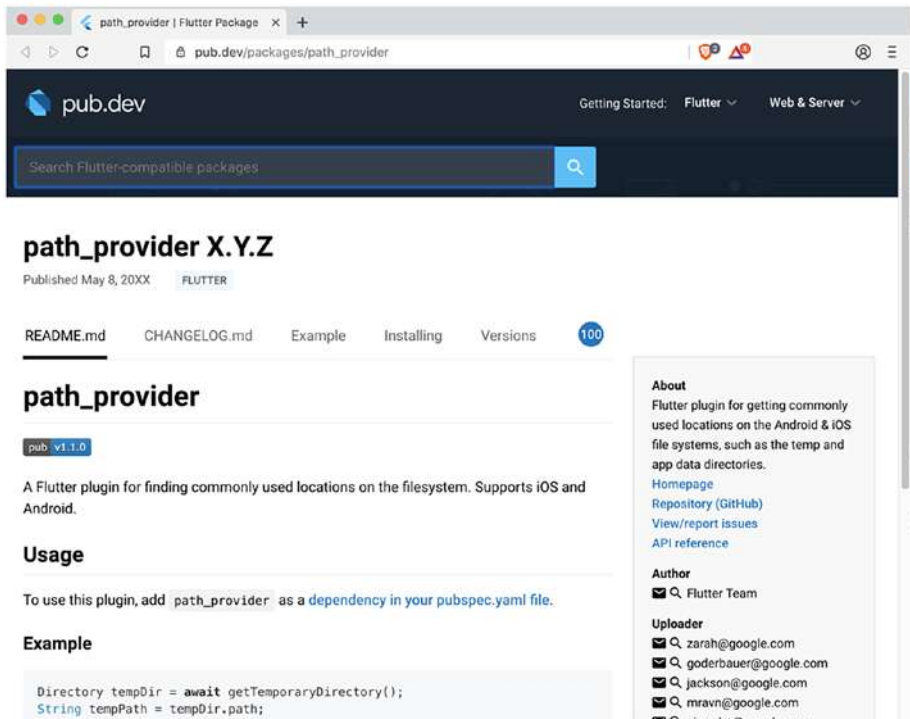 path_provider | Flutter Package
pub.dev/packages/path_provider
pub.dev
Getting Started: Flutter Web & Server
Search Flutter-compatible packages
path_provider X.Y.Z
Published May 8, 20XX FLUTTER
README.md CHANGELOG.md Example Installing Versions 100
path_provider
pub v1.1.0
A Flutter plugin for finding commonly used locations on the filesystem. Supports iOS and
Android.
Usage
To use this plugin, add path_provider as a dependency in your pubspec.yaml file.
Example
Directory tempDir = await getTemporaryDirectory();
String tempPath = tempDir.path;
About
Flutter plugin for getting commonly
used locations on the Android & iOS
file systems, such as the temp and
app data directories.
Homepage
Repository (GitHub)
View/report issues
API reference
Author
Flutter Team
Uploader
zarah@google.com
goderbauer@google.com
jackson@google.com
mravn@google.com